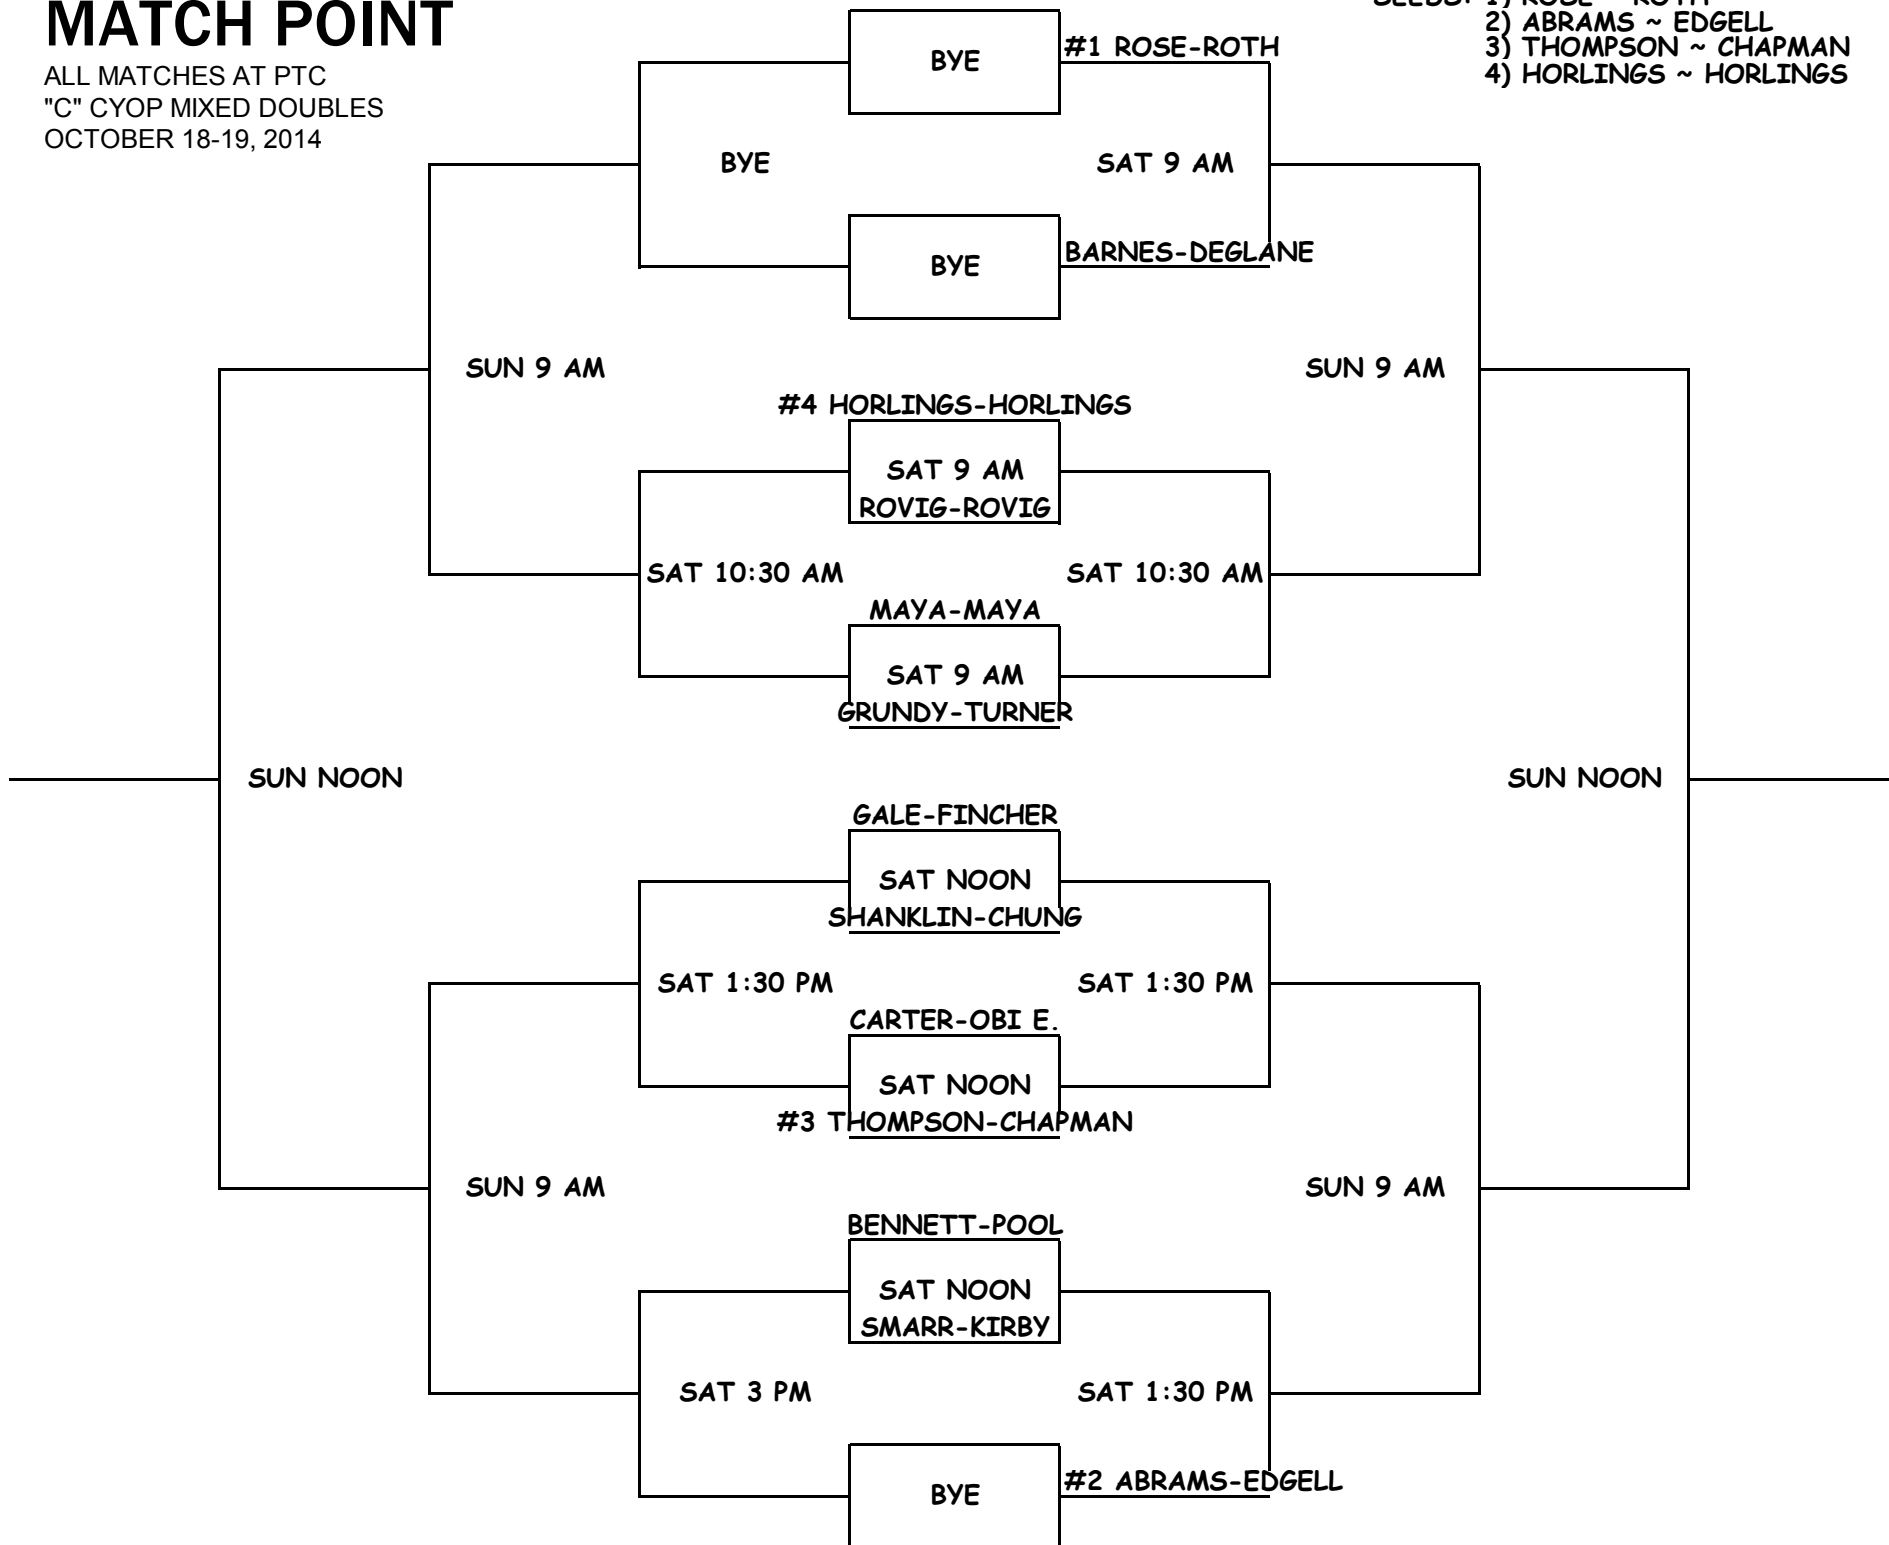 MATCH POINT
ALL MATCHES AT PTC
"C" CYOP MIXED DOUBLES
OCTOBER 18-19, 2014
SEEDS: 1) ROSE ~ ROTH
2) ABRAMS ~ EDGELL
3) THOMPSON ~ CHAPMAN
4) HORLINGS ~ HORLINGS
BYE
#1 ROSE-ROTH
BYE
SAT 9 AM
BYE
BARNES-DEGLANE
SUN 9 AM
SUN 9 AM
#4 HORLINGS-HORLINGS
SAT 9 AM
ROVIG-ROVIG
SAT 10:30 AM
SAT 10:30 AM
MAYA-MAYA
SAT 9 AM
GRUNDY-TURNER
SUN NOON
SUN NOON
GALE-FINCHER
SAT NOON
SHANKLIN-CHUNG
SAT 1:30 PM
SAT 1:30 PM
CARTER-OBI E.
SAT NOON
#3 THOMPSON-CHAPMAN
SUN 9 AM
SUN 9 AM
BENNETT-POOL
SAT NOON
SMARR-KIRBY
SAT 3 PM
SAT 1:30 PM
BYE
#2 ABRAMS-EDGELL